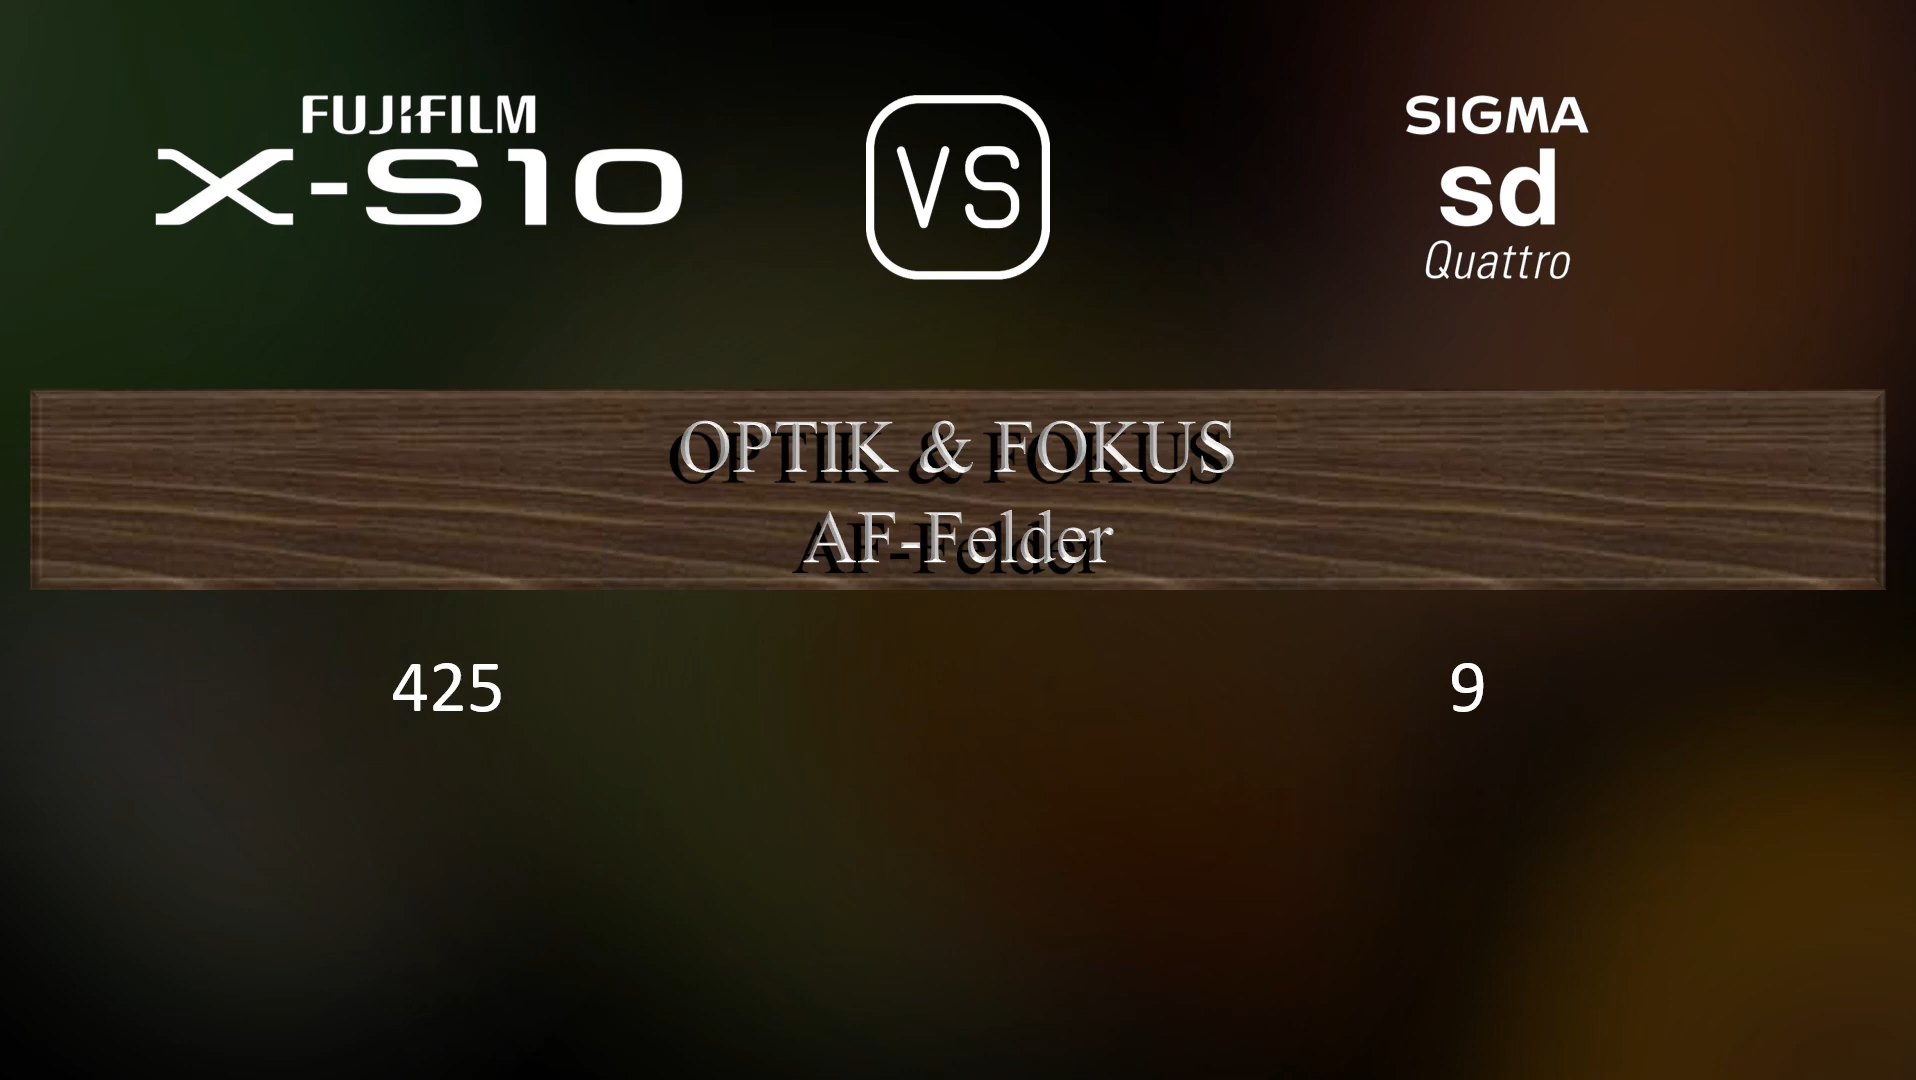 FUJIFILM
X-S10
VS
SIGMA
sd
Quattro
OPTIK & FOKUS
AF-Felder
425
9